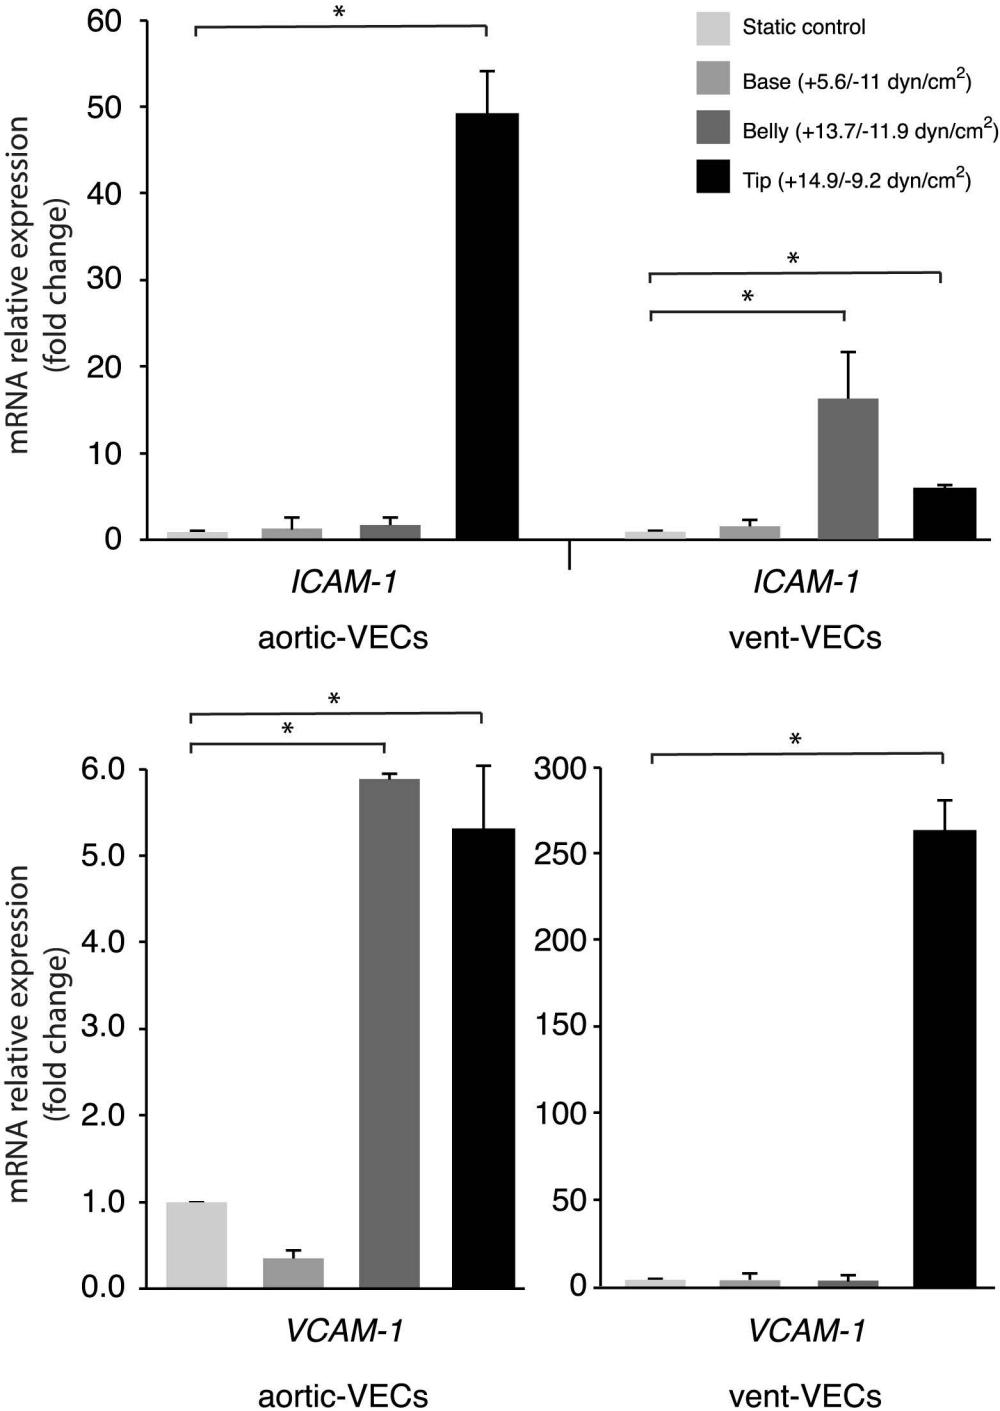 60
50
40
30
20
10
0
mRNA relative expression
(fold change)
*
Static control
Base (+5.6/-11 dyn/cm²)
Belly (+13.7/-11.9 dyn/cm²)
Tip (+14.9/-9.2 dyn/cm²)
*
*
ICAM-1
ICAM-1
aortic-VECs
vent-VECs
*
*
6.0
5.0
4.0
3.0
2.0
1.0
0.0
mRNA relative expression
(fold change)
*
300
250
200
150
100
50
0
VCAM-1
VCAM-1
aortic-VECs
vent-VECs